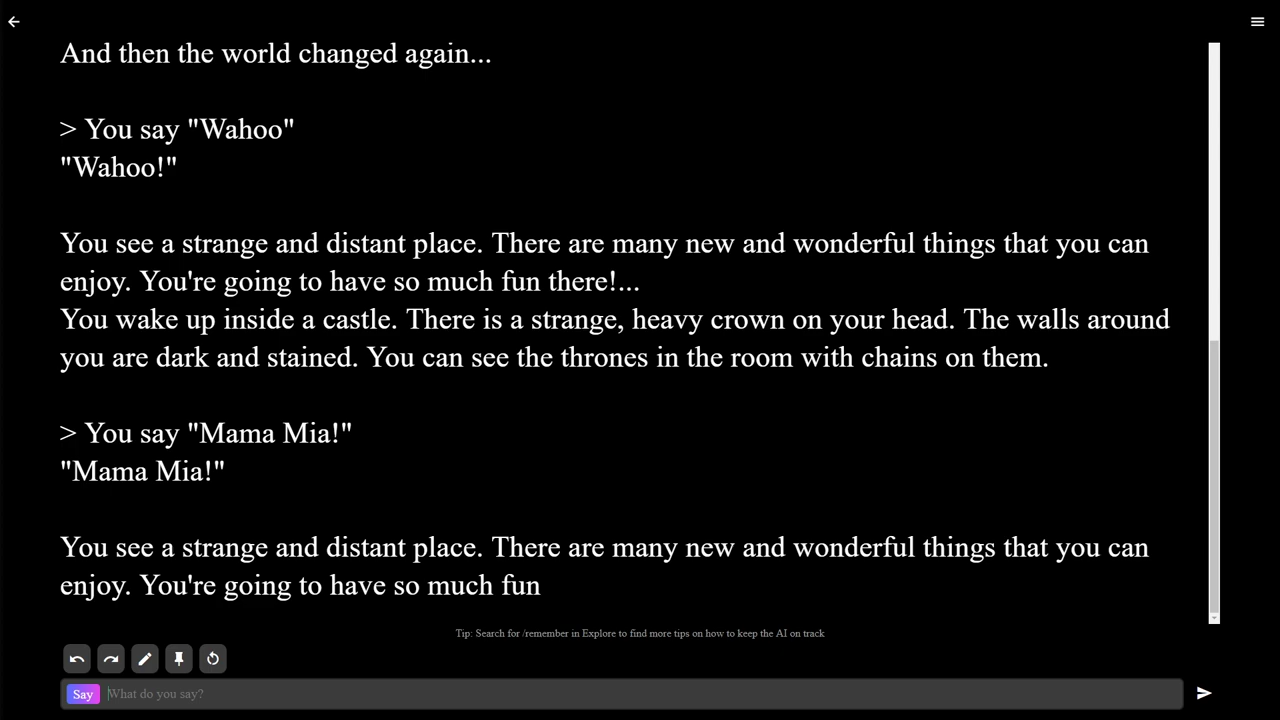 And then the world changed again...
> You say "Wahoo"
"Wahoo!"
You see a strange and distant place. There are many new and wonderful things that you can
enjoy. You're going to have so much fun there!...
You wake up inside a castle. There is a strange, heavy crown on your head. The walls around
you are dark and stained. You can see the thrones in the room with chains on them.
> You say "Mama Mia!"
"Mama Mia!"
You see a strange and distant place. There are many new and wonderful things that you can
enjoy. You're going to have so much fun
Tip: Search for /remember in Explore to find more tips on how to keep the AI on track
Say What do you say?